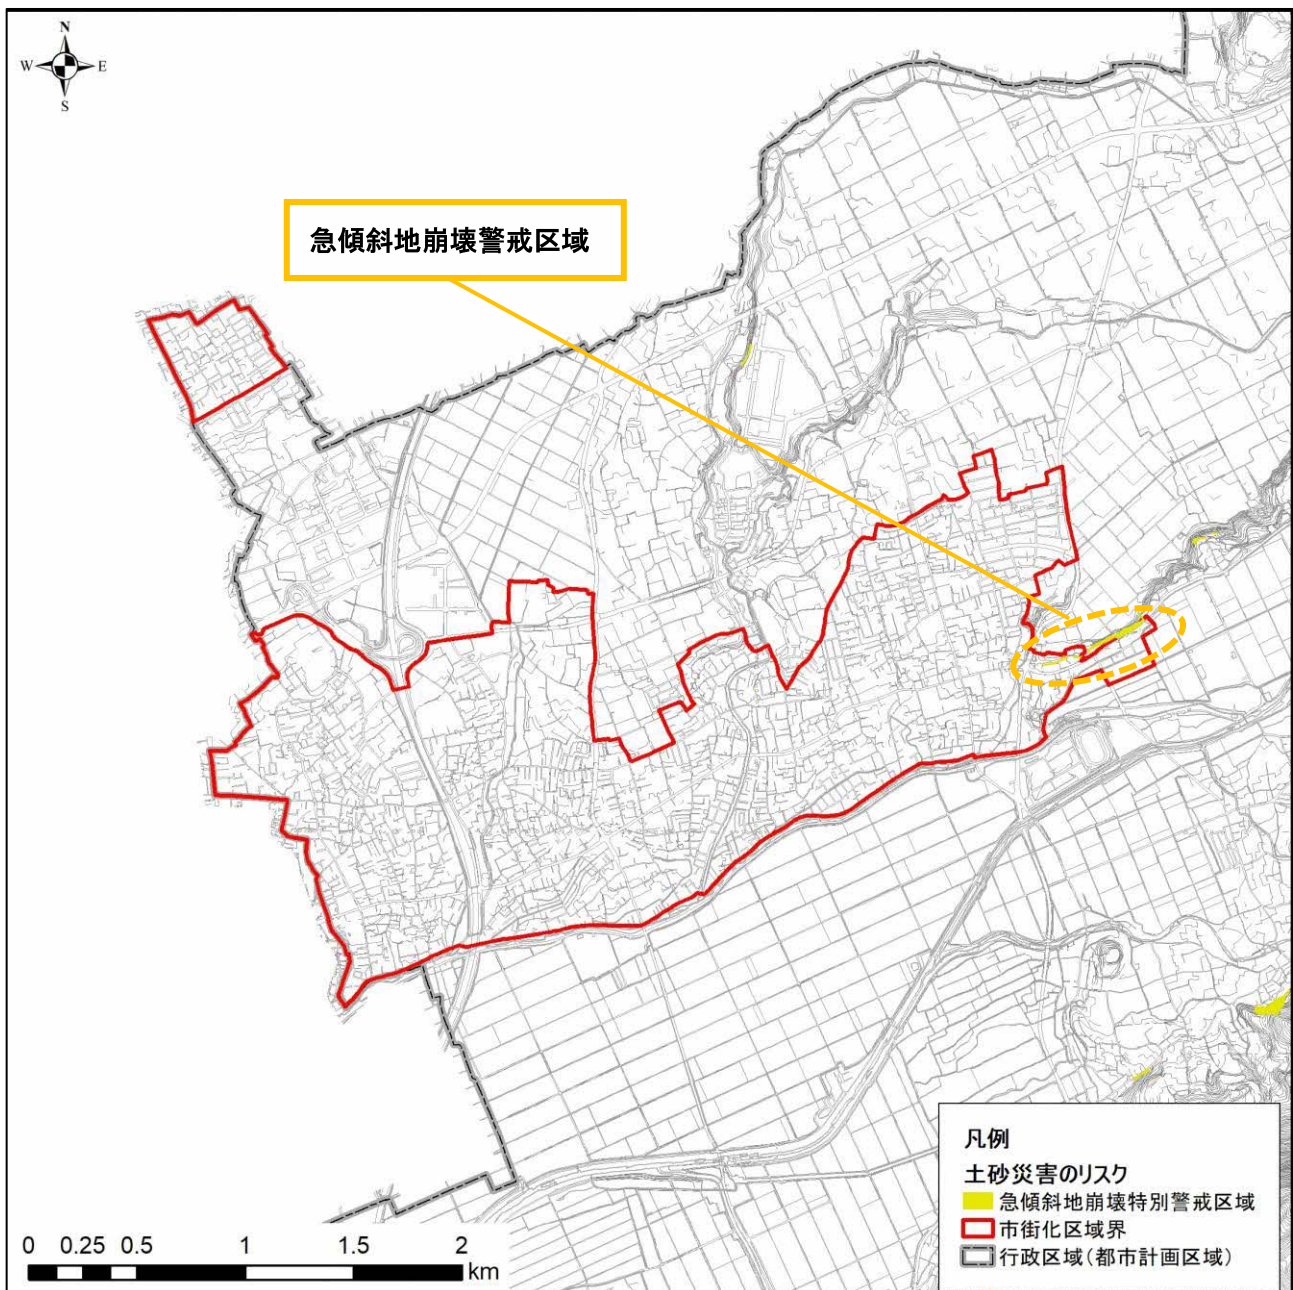 N
W E
S
急傾斜地崩壊警戒区域
凡例
土砂災害のリスク
急傾斜地崩壊特別警戒区域
市街化区域界
行政区域(都市計画区域)
0 0.25 0.5 1 1.5 2
km